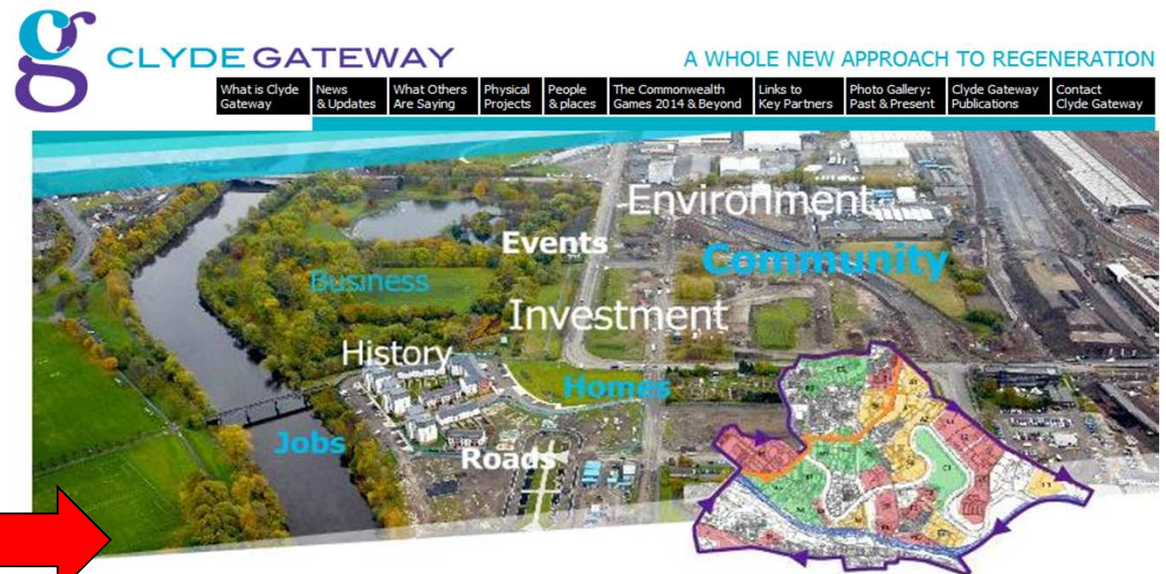 CLYDE GATEWAY
A WHOLE NEW APPROACH TO REGENERATION
What is Clyde Gateway
News & Updates
What Others Are Saying
Physical Projects
People & places
The Commonwealth Games 2014 & Beyond
Links to Key Partners
Photo Gallery: Past & Present
Clyde Gateway Publications
Contact Clyde Gateway
Environment
Events
Community
Business
Investment
History
Homes
Jobs
Roads